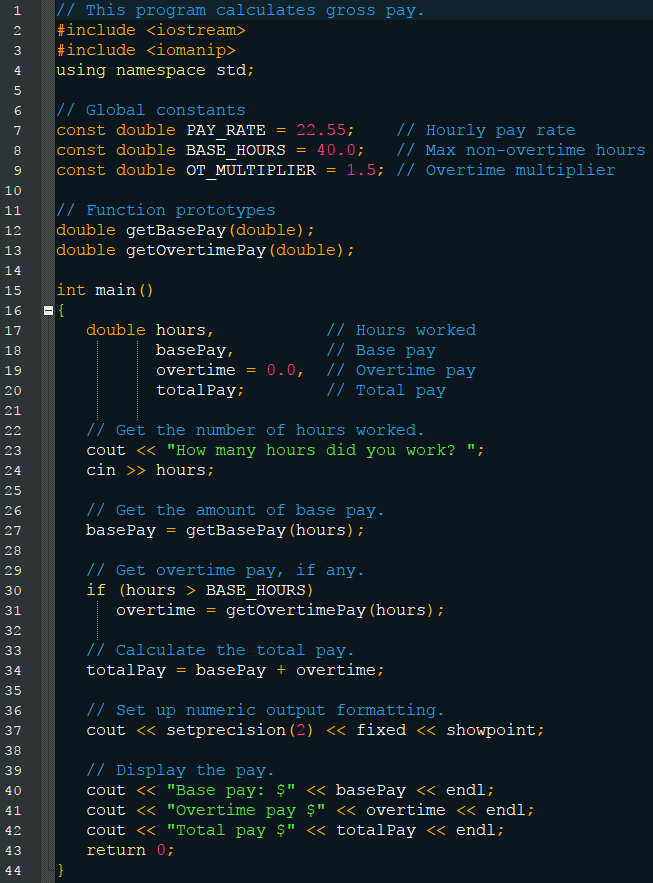 1 // This program calculates gross pay.
2 #include <iostream>
3 #include <iomanip>
4 using namespace std;
5
6 // Global constants
7 const double PAY_RATE = 22.55;    // Hourly pay rate
8 const double BASE_HOURS = 40.0;   // Max non-overtime hours
9 const double OT_MULTIPLIER = 1.5; // Overtime multiplier
10
11 // Function prototypes
12 double getBasePay(double);
13 double getOvertimePay(double);
14
15 int main()
16 {
17    double hours,           // Hours worked
18           basePay,         // Base pay
19           overtime = 0.0,  // Overtime pay
20           totalPay;        // Total pay
21
22    // Get the number of hours worked.
23    cout << "How many hours did you work? ";
24    cin >> hours;
25
26    // Get the amount of base pay.
27    basePay = getBasePay(hours);
28
29    // Get overtime pay, if any.
30    if (hours > BASE_HOURS)
31       overtime = getOvertimePay(hours);
32
33    // Calculate the total pay.
34    totalPay = basePay + overtime;
35
36    // Set up numeric output formatting.
37    cout << setprecision(2) << fixed << showpoint;
38
39    // Display the pay.
40    cout << "Base pay: $" << basePay << endl;
41    cout << "Overtime pay $" << overtime << endl;
42    cout << "Total pay $" << totalPay << endl;
43    return 0;
44 }